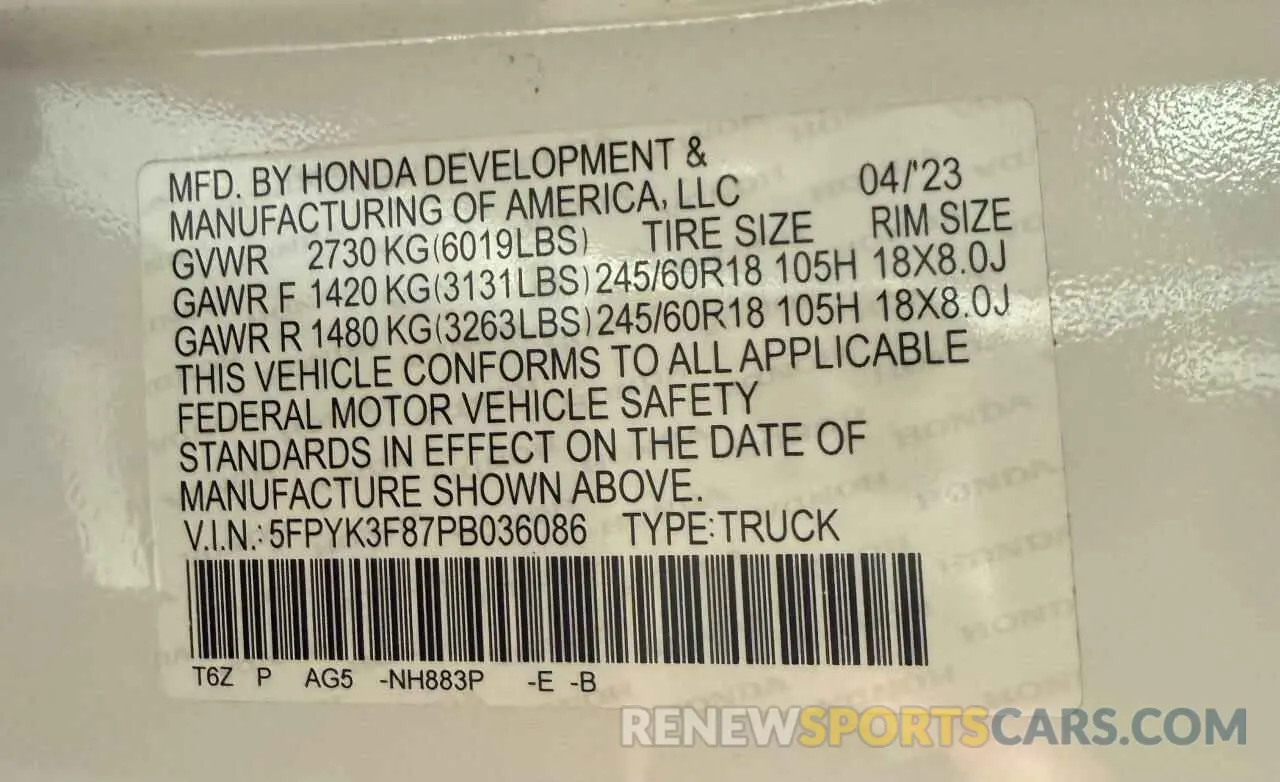 MFD. BY HONDA DEVELOPMENT &
MANUFACTURING OF AMERICA, LLC 04/'23
GVWR 2730 KG(6019LBS) TIRE SIZE RIM SIZE
GAWR F 1420 KG(3131LBS) 245/60R18 105H 18X8.0J
GAWR R 1480 KG(3263LBS) 245/60R18 105H 18X8.0J
THIS VEHICLE CONFORMS TO ALL APPLICABLE
FEDERAL MOTOR VEHICLE SAFETY
STANDARDS IN EFFECT ON THE DATE OF
MANUFACTURE SHOWN ABOVE.
V.I.N.: 5FPYK3F87PB036086 TYPE: TRUCK
T6Z P AG5 -NH883P -E -B
RENEWSPORTSCARS.COM